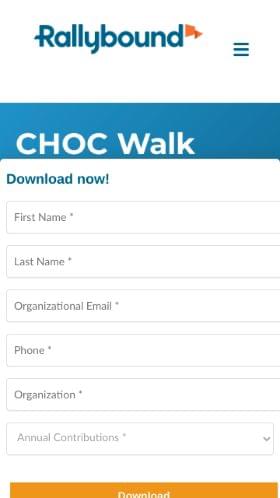 Rallybound
CHOC Walk
Download now!
First Name *
Last Name *
Organizational Email *
Phone *
Organization *
Annual Contributions *
Download